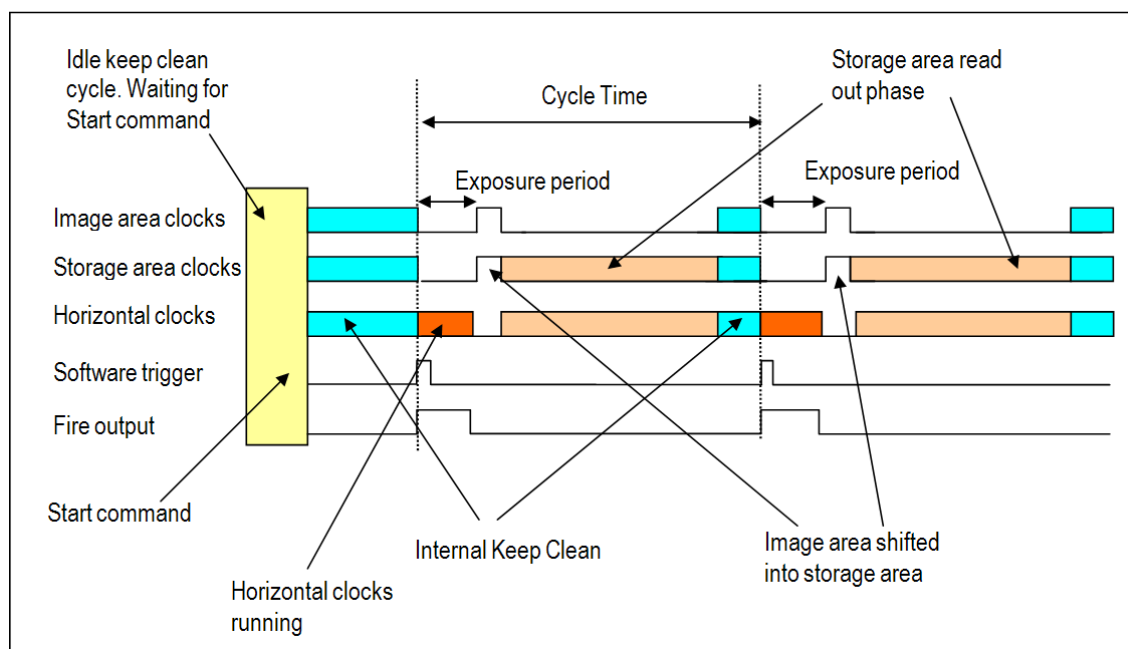 Idle keep clean
cycle. Waiting for
Start command
Cycle Time
Storage area read
out phase
Exposure period
Exposure period
Image area clocks
Storage area clocks
Horizontal clocks
Software trigger
Fire output
Start command
Internal Keep Clean
Image area shifted
into storage area
Horizontal clocks
running